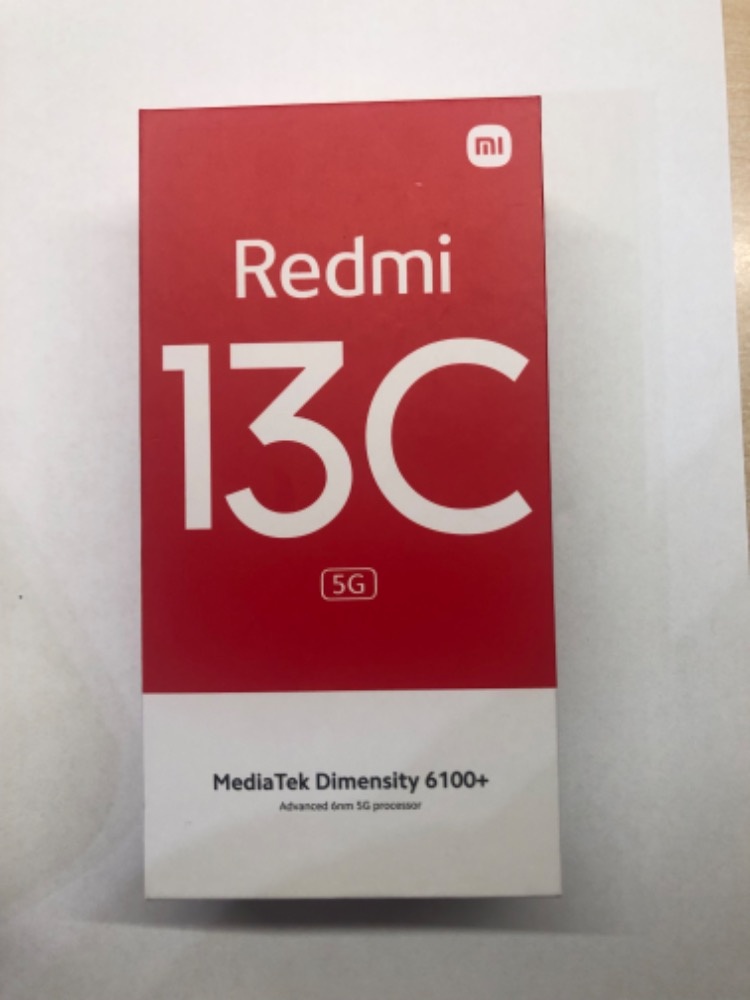 mi
Redmi
13C
5G
MediaTek Dimensity 6100+
Advanced 6nm 5G processor